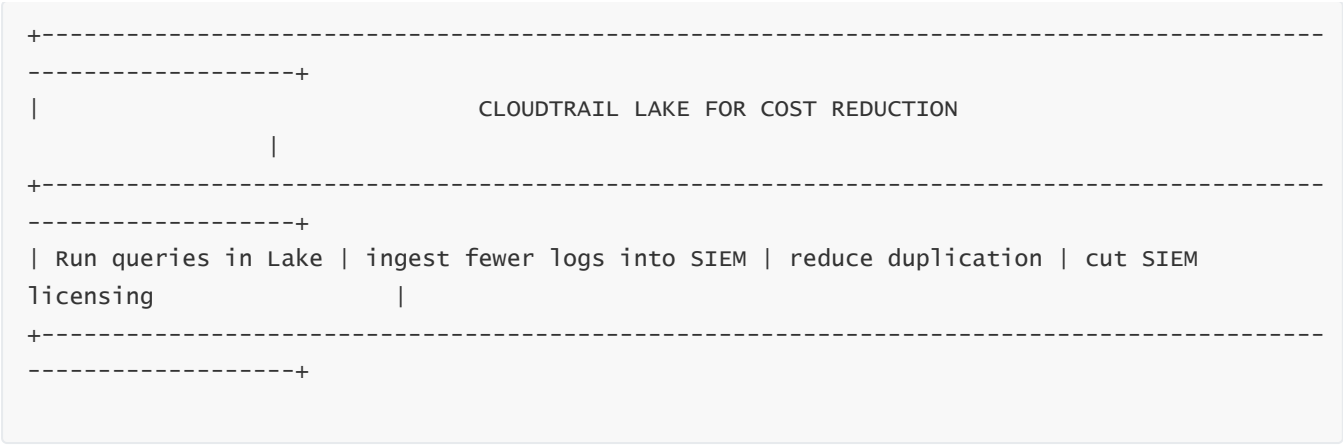 +-------------------------------------------------------------------------------------------
-------------------+
|                               CLOUDTRAIL LAKE FOR COST REDUCTION
                 |
+-------------------------------------------------------------------------------------------
-------------------+
| Run queries in Lake | ingest fewer logs into SIEM | reduce duplication | cut SIEM
licensing                 |
+-------------------------------------------------------------------------------------------
-------------------+